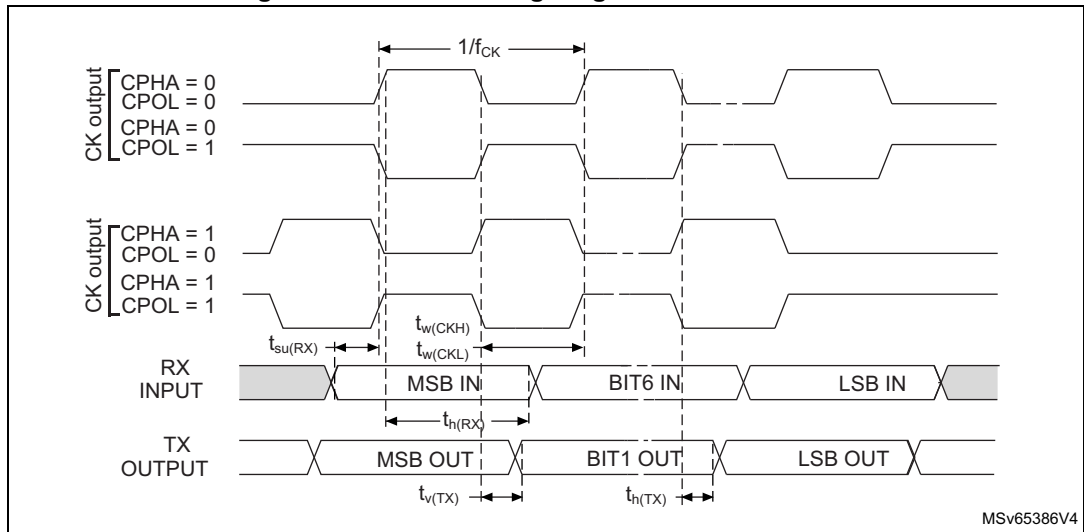 1/fCK
CK output
CPHA = 0
CPOL = 0
CPHA = 0
CPOL = 1
CK output
CPHA = 1
CPOL = 0
CPHA = 1
CPOL = 1
tw(CKH)
tw(CKL)
tsu(RX)
RX
INPUT
MSB IN
BIT6 IN
LSB IN
th(RX)
TX
OUTPUT
MSB OUT
BIT1 OUT
LSB OUT
tv(TX)
th(TX)
MSv65386V4